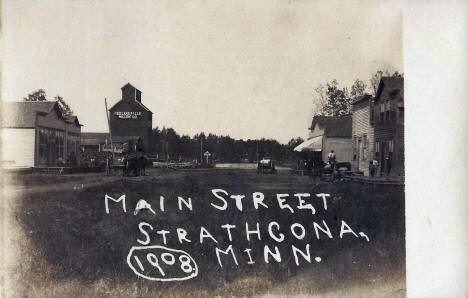 MAIN STREET
STRATHCONA,
1908. MINN.